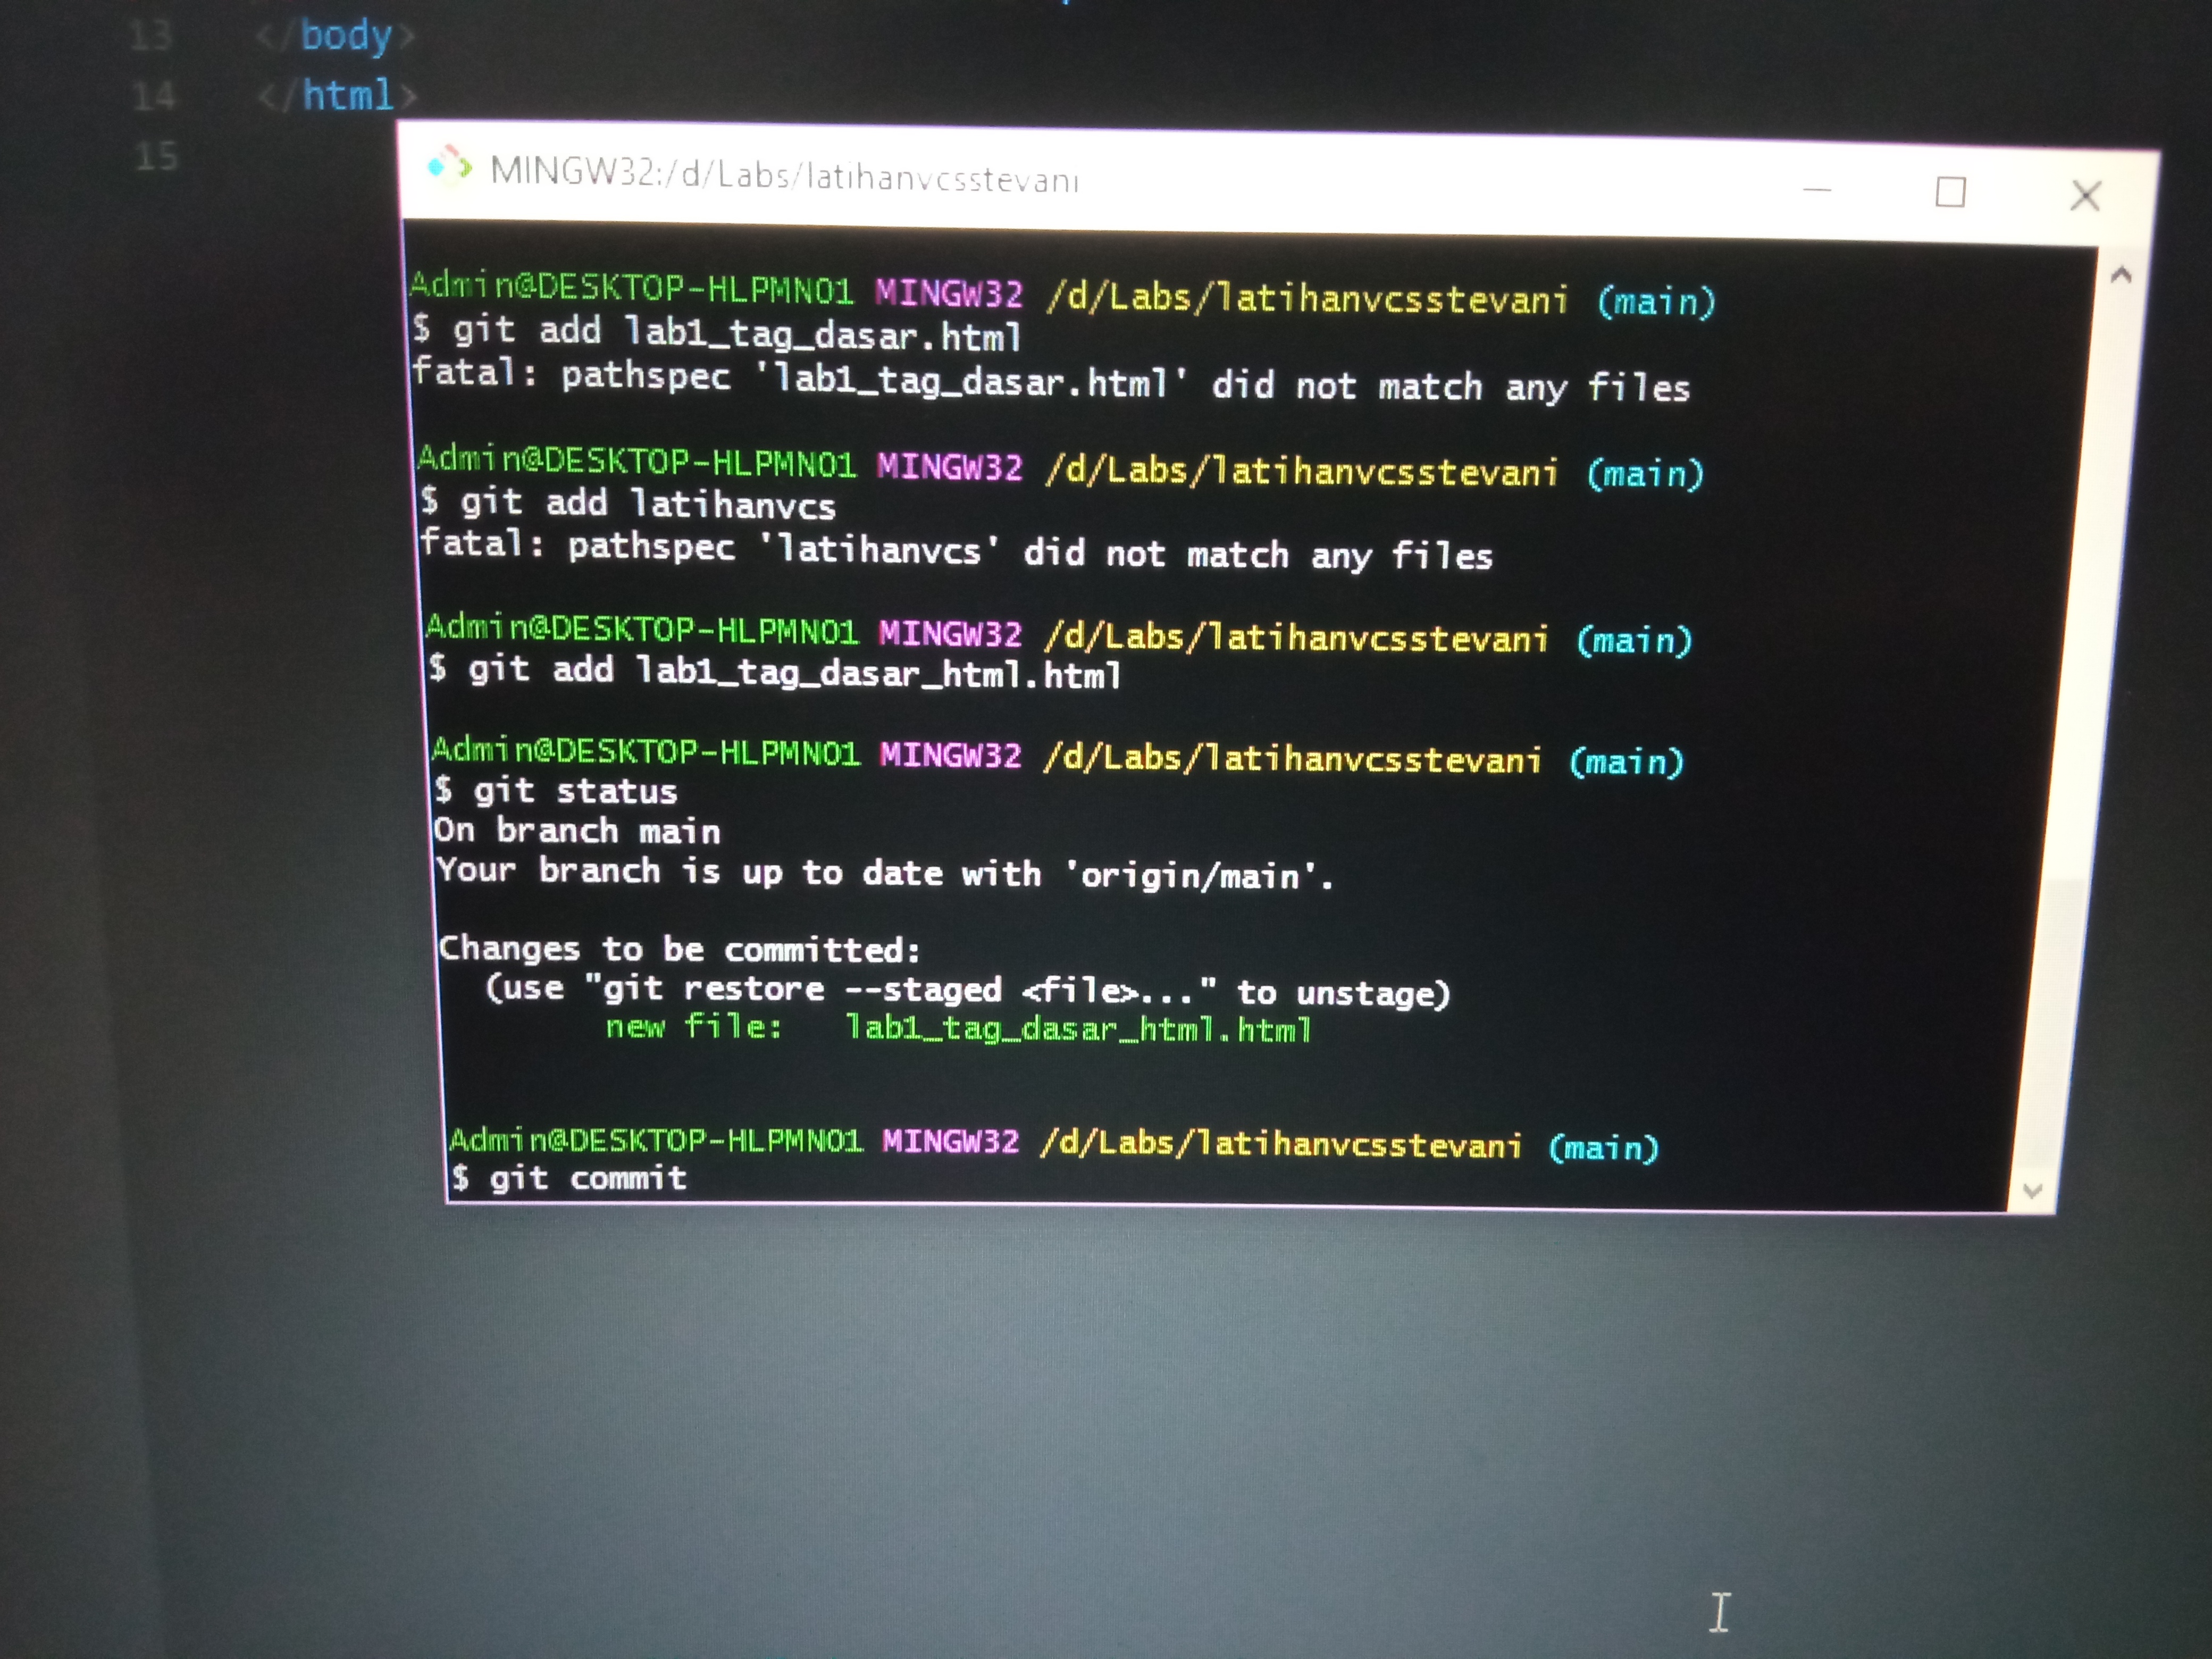 13 </body>
14 </html>
15
MINGW32:/d/Labs/latihanvcsstevani
Admin@DESKTOP-HLPMNO1 MINGW32 /d/Labs/latihanvcsstevani (main)
$ git add lab1_tag_dasar.html
fatal: pathspec 'lab1_tag_dasar.html' did not match any files
Admin@DESKTOP-HLPMNO1 MINGW32 /d/Labs/latihanvcsstevani (main)
$ git add latihanvcs
fatal: pathspec 'latihanvcs' did not match any files
Admin@DESKTOP-HLPMNO1 MINGW32 /d/Labs/latihanvcsstevani (main)
$ git add lab1_tag_dasar_html.html
Admin@DESKTOP-HLPMNO1 MINGW32 /d/Labs/latihanvcsstevani (main)
$ git status
On branch main
Your branch is up to date with 'origin/main'.
Changes to be committed:
(use "git restore --staged <file>..." to unstage)
new file: lab1_tag_dasar_html.html
Admin@DESKTOP-HLPMNO1 MINGW32 /d/Labs/latihanvcsstevani (main)
$ git commit